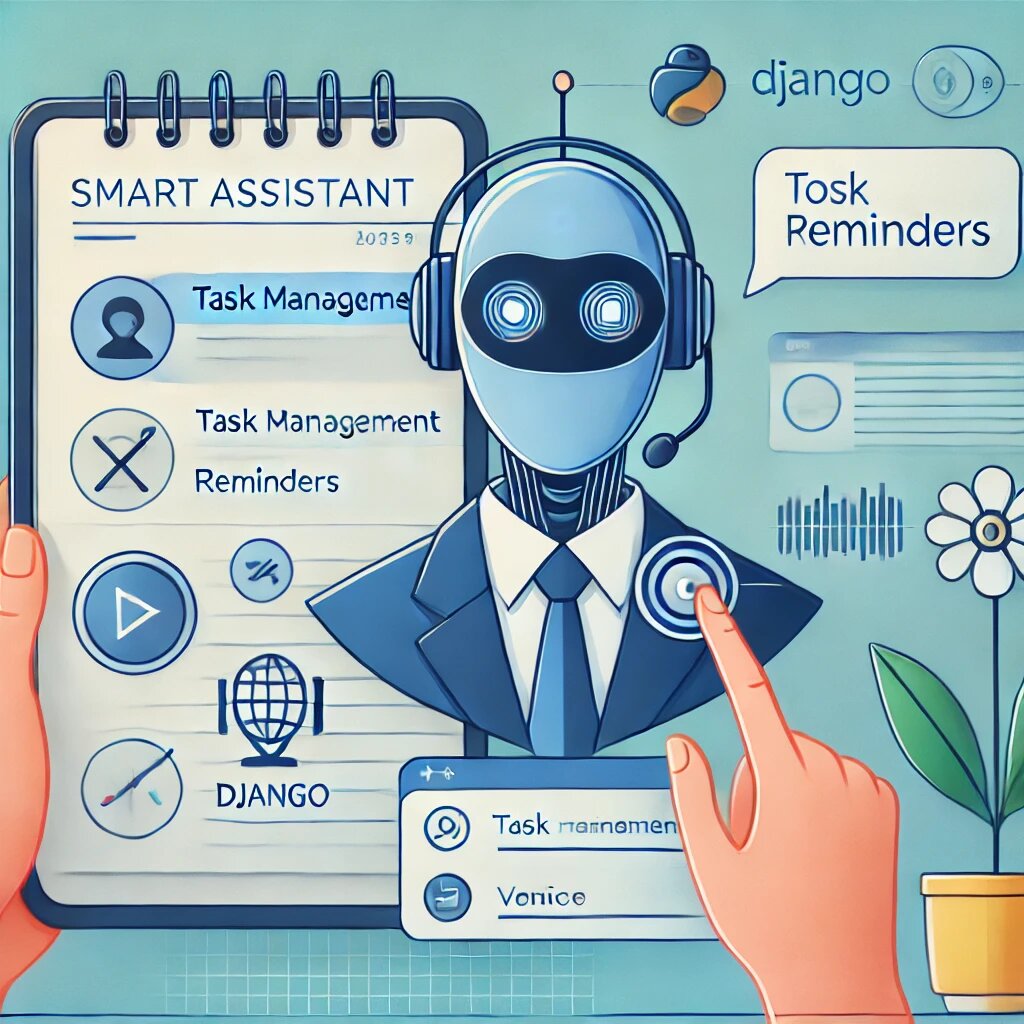 SMART ASSISTANT
Task Manageme
Task Management
Reminders
DJANGO
django
Tosk
Reminders
Task
Vonice